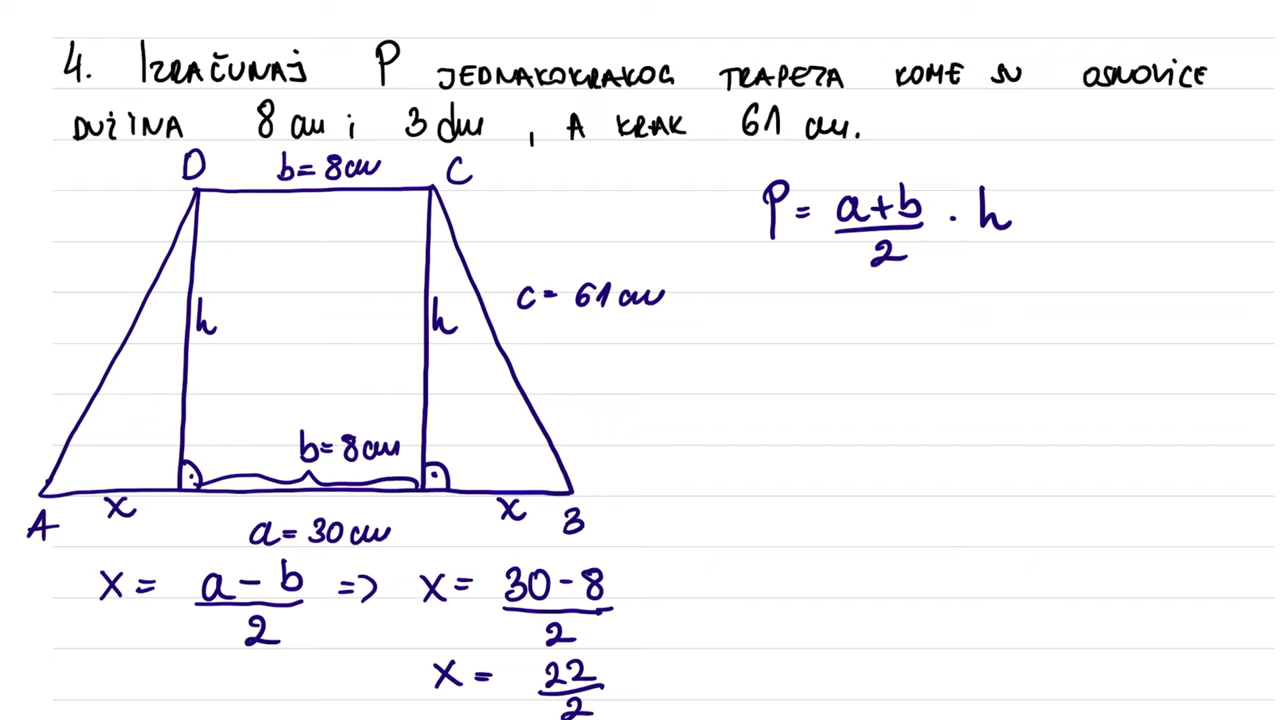 4. IZRAČUNAJ P JEDNAKOKRAKOG TRAPEZA KOME SU OSNOVICE
DUŽINA 8 cm i 3 dm, A KRAK 61 cm.
D b = 8 cm C
P = (a+b)/2 · h
c = 61 cm
h h
b = 8 cm
x x
A a = 30 cm B
x = (a - b)/2 => x = (30 - 8)/2
x = 22/2